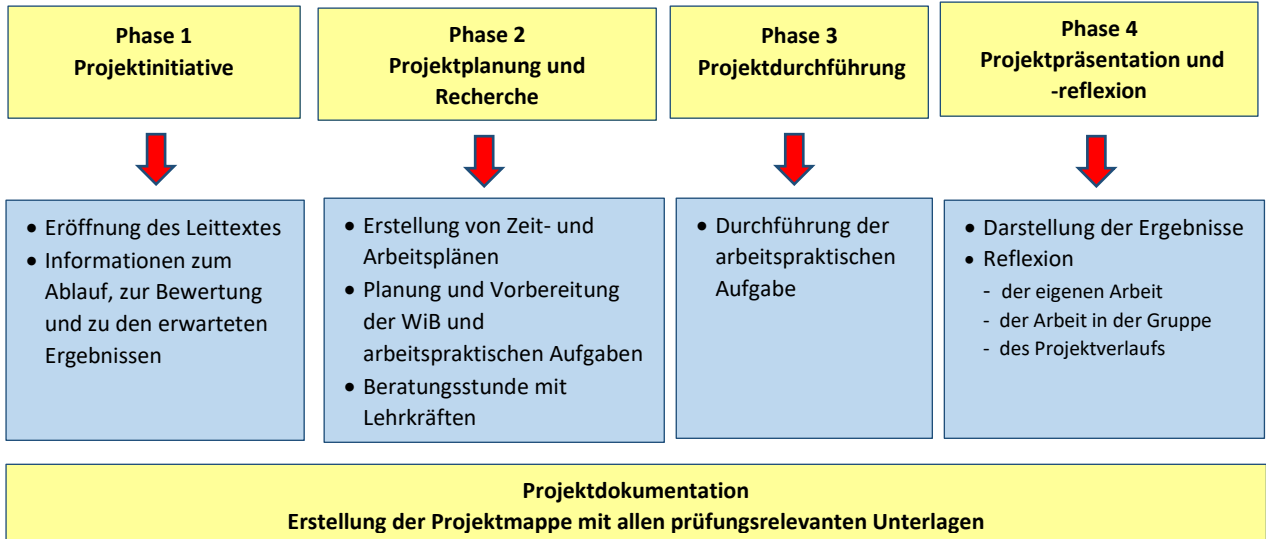 Phase 1
Projektinitiative
Phase 2
Projektplanung und
Recherche
Phase 3
Projektdurchführung
Phase 4
Projektpräsentation und
-reflexion
• Eröffnung des Leittextes
• Informationen zum
Ablauf, zur Bewertung
und zu den erwarteten
Ergebnissen
• Erstellung von Zeit- und
Arbeitsplänen
• Planung und Vorbereitung
der WiB und
arbeitspraktischen Aufgaben
• Beratungsstunde mit
Lehrkräften
• Durchführung der
arbeitspraktischen
Aufgabe
• Darstellung der Ergebnisse
• Reflexion
- der eigenen Arbeit
- der Arbeit in der Gruppe
- des Projektverlaufs
Projektdokumentation
Erstellung der Projektmappe mit allen prüfungsrelevanten Unterlagen